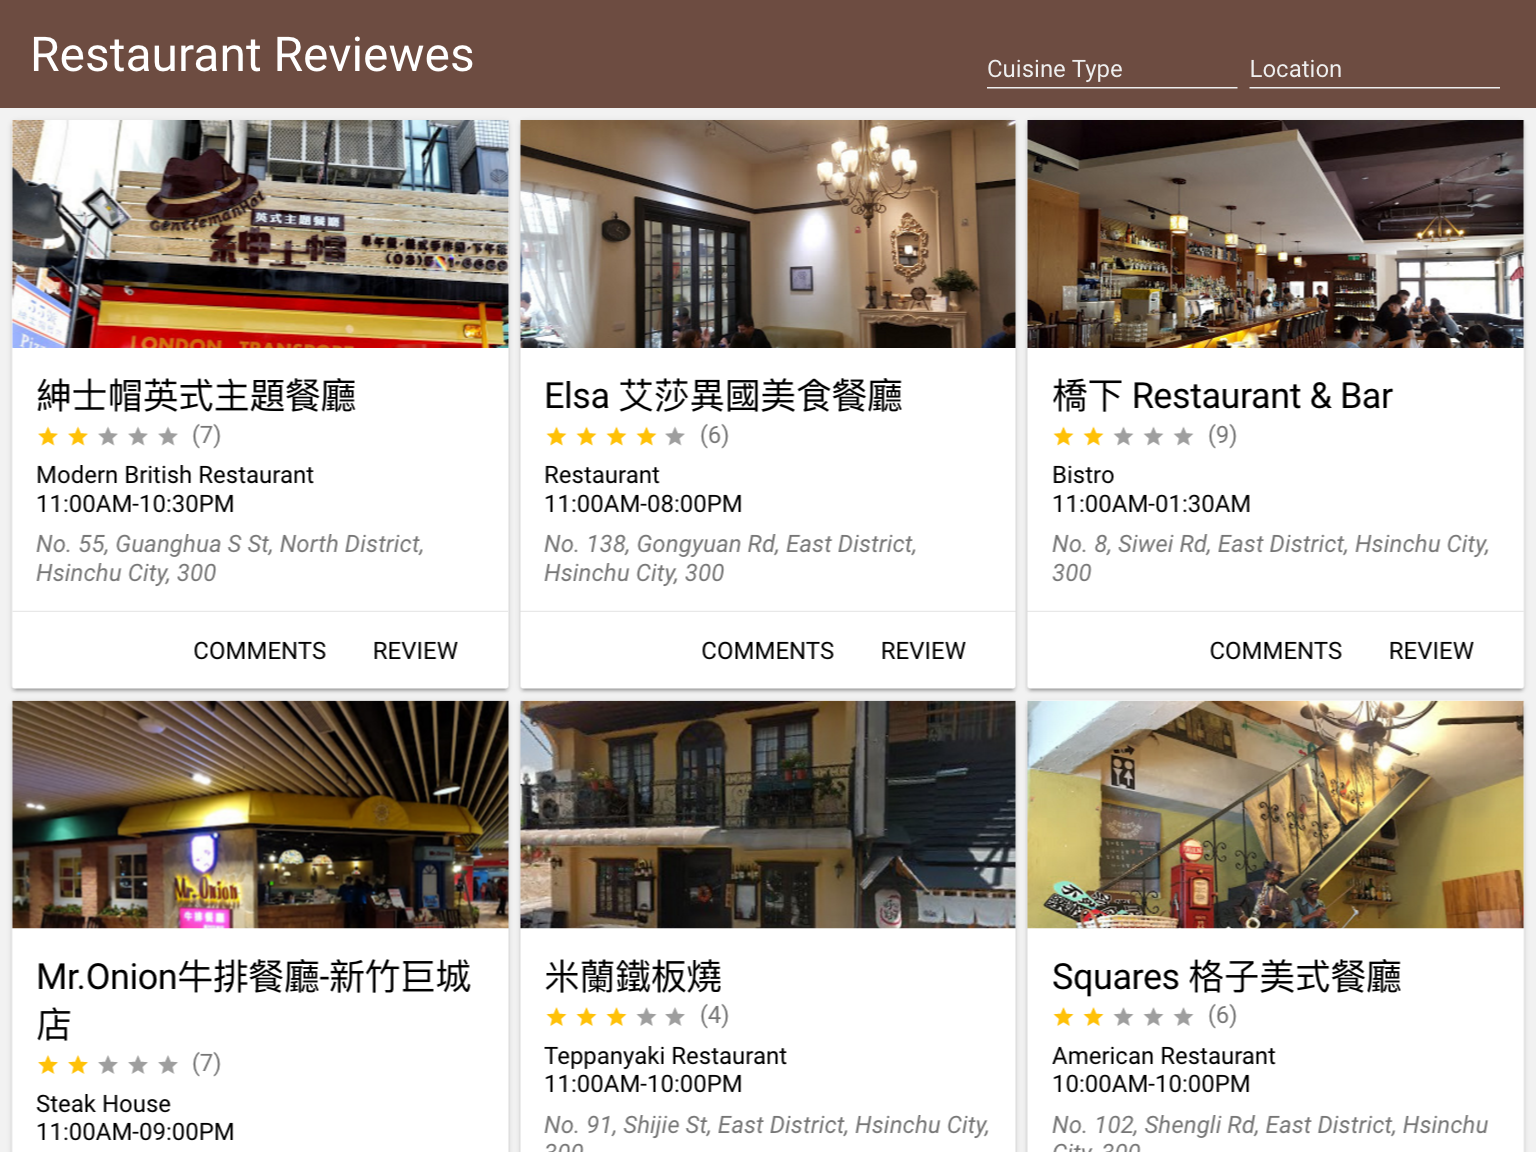 Restaurant Reviewes
Cuisine Type
Location
GentlemanHat
英式主題餐廳
紳士帽
LONDON TRANSPORT
紳士帽英式主題餐廳
(7)
Modern British Restaurant
11:00AM-10:30PM
No. 55, Guanghua S St, North District,
Hsinchu City, 300
COMMENTS
REVIEW
Elsa 艾莎異國美食餐廳
(6)
Restaurant
11:00AM-08:00PM
No. 138, Gongyuan Rd, East District,
Hsinchu City, 300
COMMENTS
REVIEW
橋下 Restaurant & Bar
(9)
Bistro
11:00AM-01:30AM
No. 8, Siwei Rd, East District, Hsinchu City,
300
COMMENTS
REVIEW
Mr. Onion
牛排餐廳
Mr.Onion牛排餐廳-新竹巨城
店
(7)
Steak House
11:00AM-09:00PM
米蘭鐵板燒
(4)
Teppanyaki Restaurant
11:00AM-10:00PM
No. 91, Shijie St, East District, Hsinchu City,
300
Squares 格子美式餐廳
(6)
American Restaurant
10:00AM-10:00PM
No. 102, Shengli Rd, East District, Hsinchu
City, 300